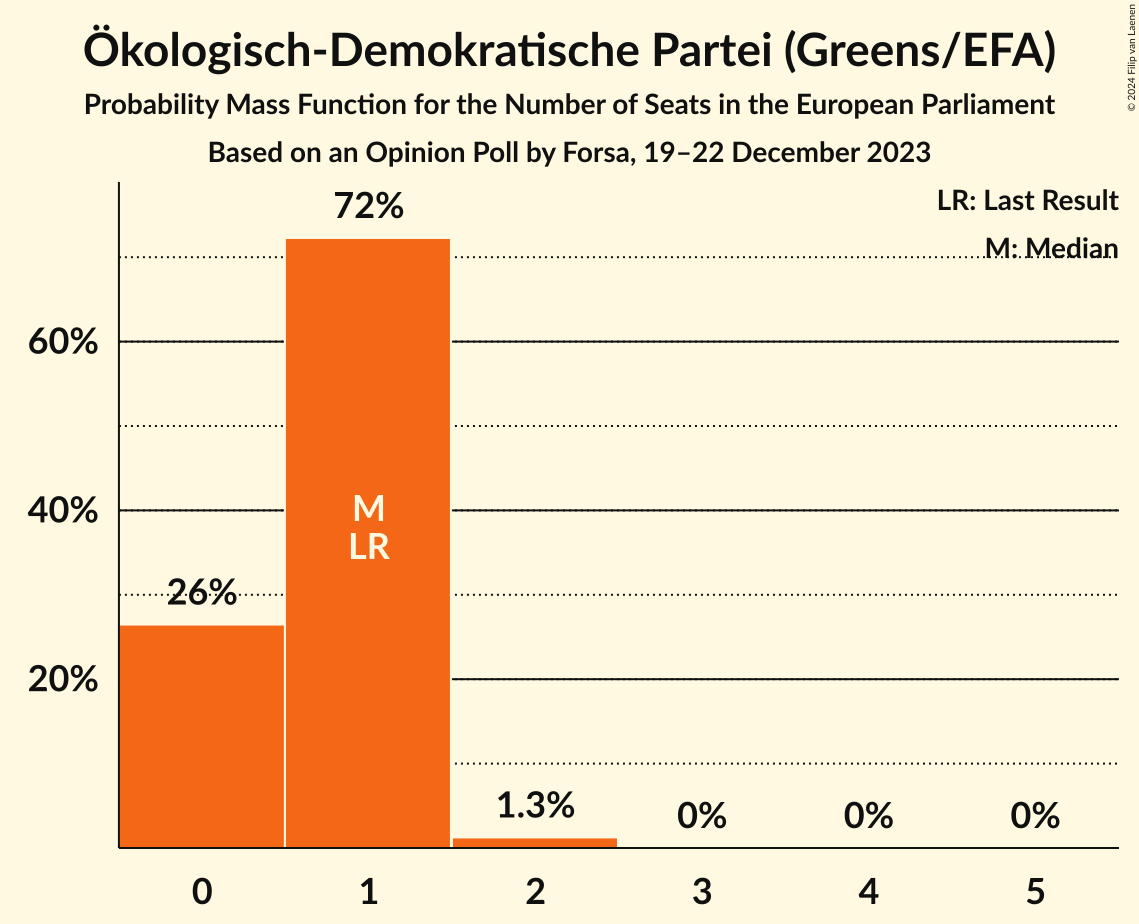 Ökologisch-Demokratische Partei (Greens/EFA)
Probability Mass Function for the Number of Seats in the European Parliament
Based on an Opinion Poll by Forsa, 19–22 December 2023
© 2024 Filip van Laenen
LR: Last Result
M: Median
72%
60%
40%
20%
M
LR
26%
1.3%
0%
0%
0%
0
1
2
3
4
5